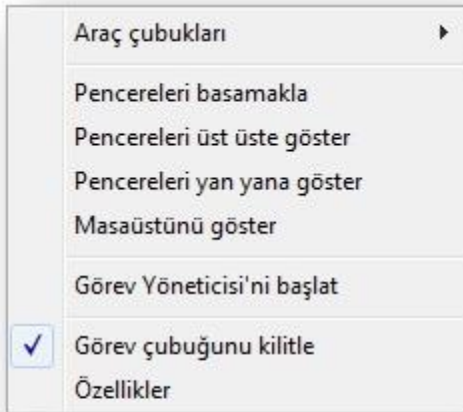 Araç çubukları
Pencereleri basamakla
Pencereleri üst üste göster
Pencereleri yan yana göster
Masaüstünü göster
Görev Yöneticisi'ni başlat
Görev çubuğunu kilitle
Özellikler